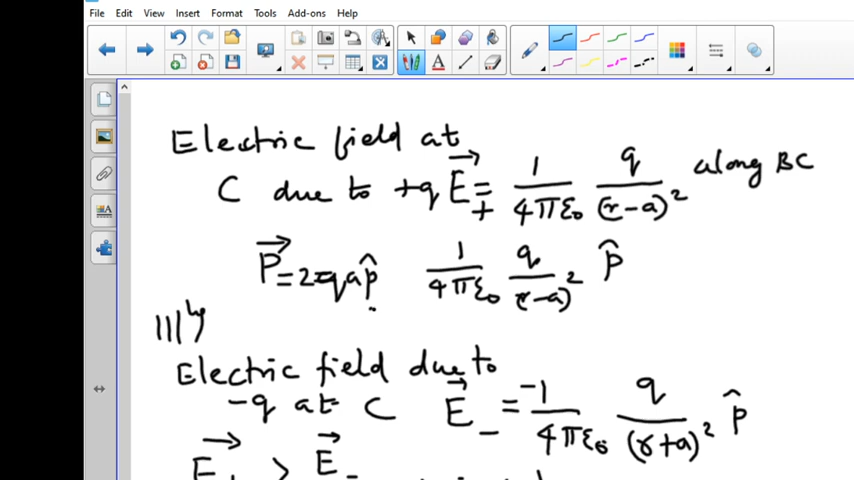 File Edit View Insert Format Tools Add-ons Help
Electric field at
C due to +q E⃗₊ = 1/4πε₀ q/(r-a)² along BC
P⃗ = 2qa p̂ 1/4πε₀ q/(r-a)² p̂
|||ly
Electric field due to
-q at C E⃗₋ = -1/4πε₀ q/(r+a)² p̂
E⃗₊ > E⃗₋